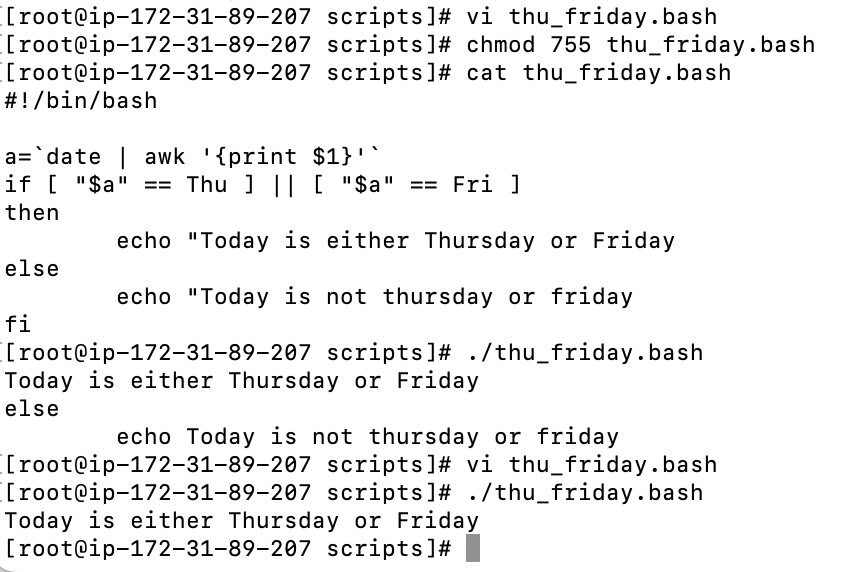 [root@ip-172-31-89-207 scripts]# vi thu_friday.bash
[root@ip-172-31-89-207 scripts]# chmod 755 thu_friday.bash
[root@ip-172-31-89-207 scripts]# cat thu_friday.bash
#!/bin/bash

a=`date | awk '{print $1}'`
if [ "$a" == Thu ] || [ "$a" == Fri ]
then
        echo "Today is either Thursday or Friday
else
        echo "Today is not thursday or friday
fi
[root@ip-172-31-89-207 scripts]# ./thu_friday.bash
Today is either Thursday or Friday
else
        echo Today is not thursday or friday
[root@ip-172-31-89-207 scripts]# vi thu_friday.bash
[root@ip-172-31-89-207 scripts]# ./thu_friday.bash
Today is either Thursday or Friday
[root@ip-172-31-89-207 scripts]#